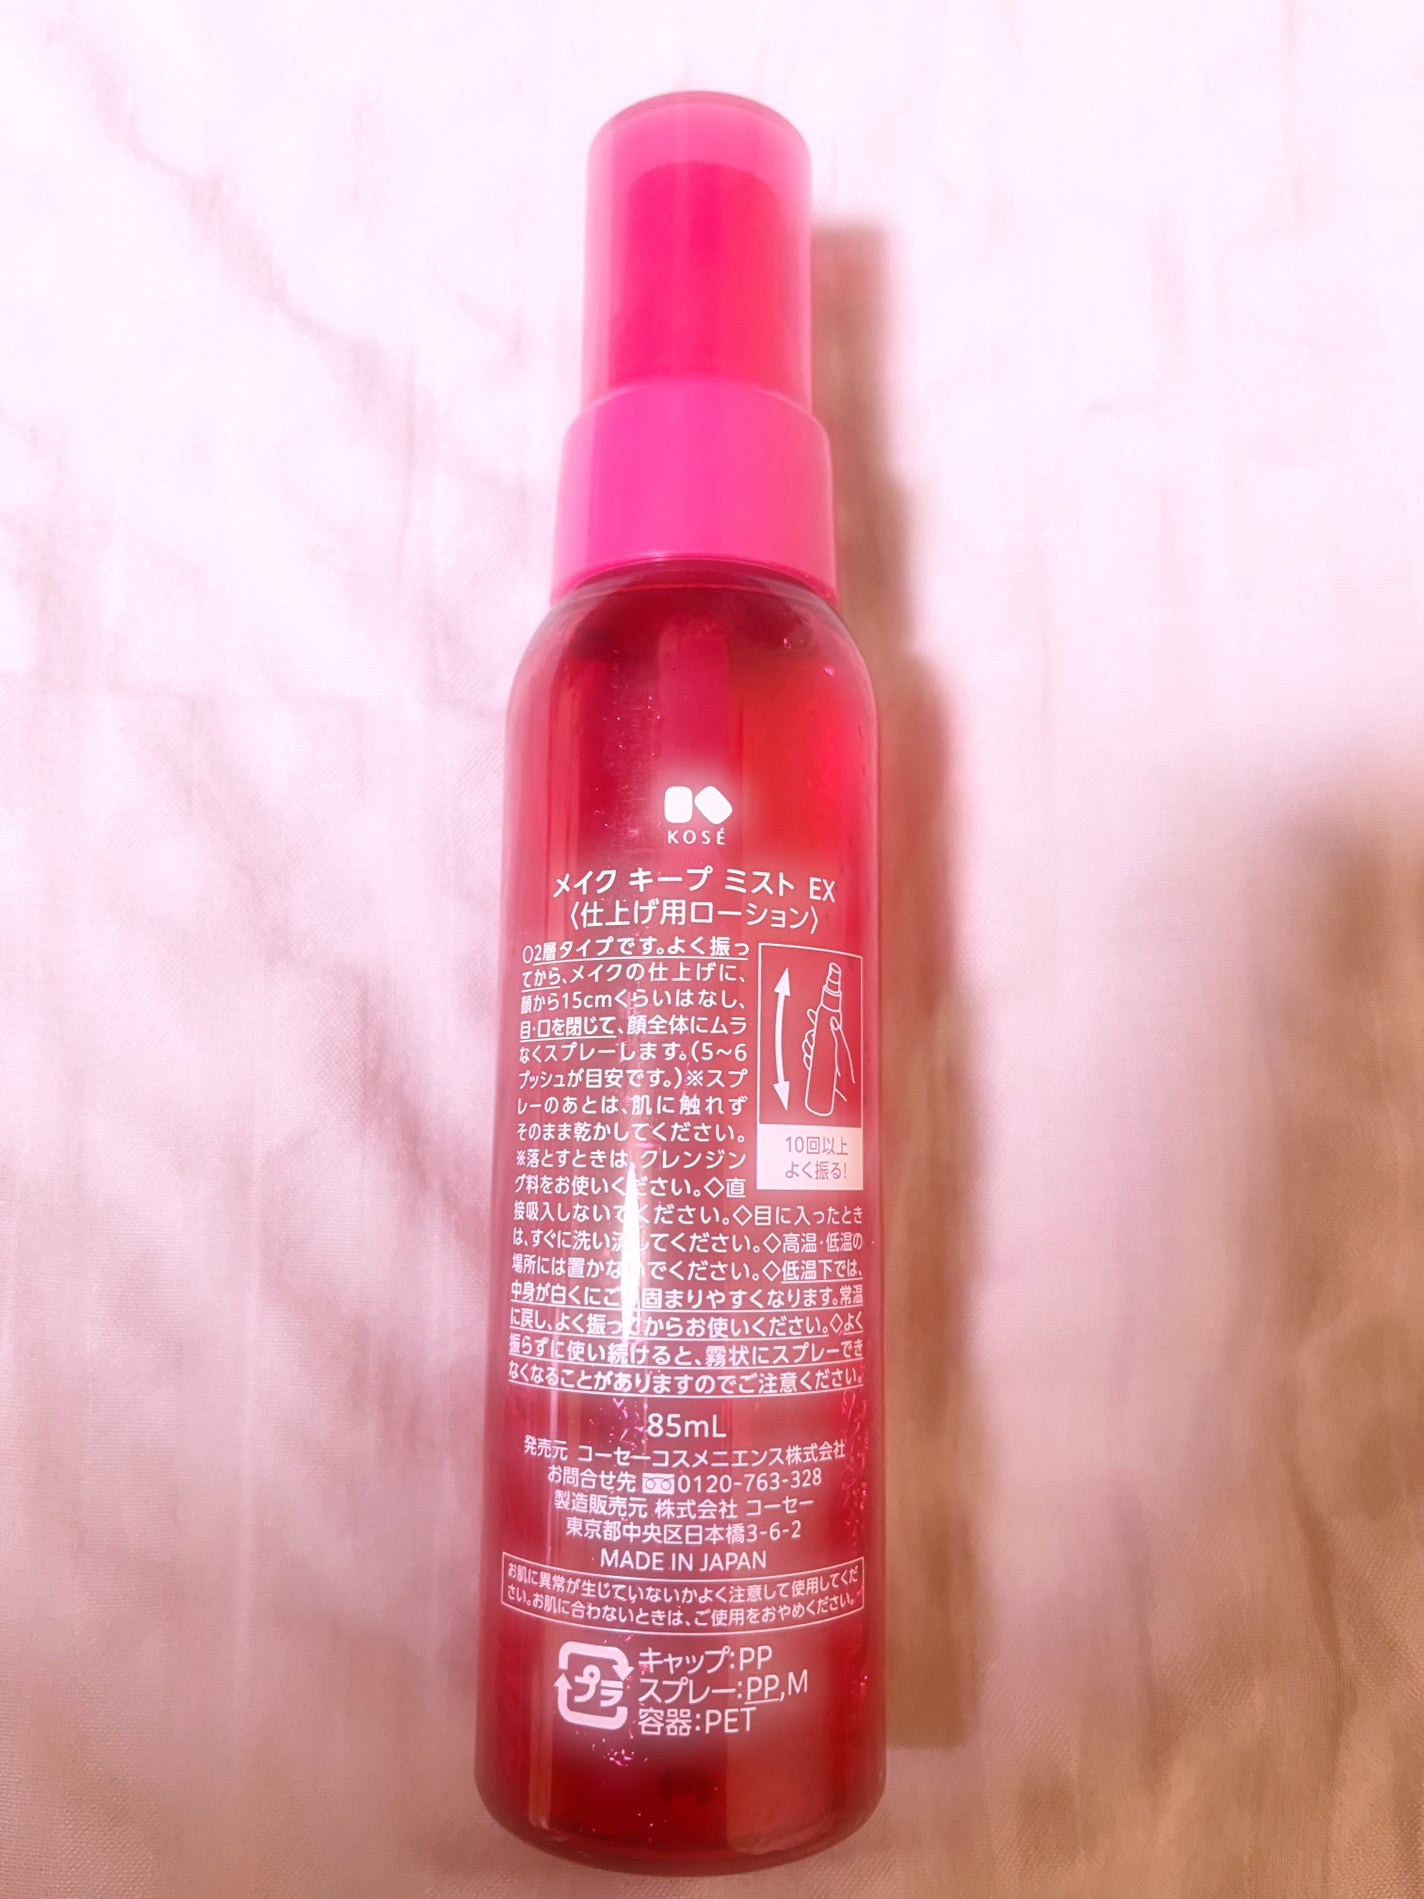 KOSÉ
メイク キープ ミスト EX
〈仕上げ用ローション〉
○2層タイプです。よく振っ
てから、メイクの仕上げに、
顔から15cmくらいはなし、
目・口を閉じて、顔全体にムラ
なくスプレーします。(5~6
プッシュが目安です。)※スプ
レーのあとは、肌に触れず
そのまま乾かしてください。
※落とすときは、クレンジン
グ料をお使いください。◇直
接吸入しないでください。◇目に入ったとき
は、すぐに洗い流してください。◇高温・低温の
場所には置かないでください。◇低温下では、
中身が白くにごり固まりやすくなります。常温
に戻し、よく振ってからお使いください。◇よく
振らずに使い続けると、霧状にスプレーでき
なくなることがありますのでご注意ください。
10回以上
よく振る!
85mL
発売元 コーセーコスメニエンス株式会社
お問合せ先 0120-763-328
製造販売元 株式会社 コーセー
東京都中央区日本橋3-6-2
MADE IN JAPAN
お肌に異常が生じていないかよく注意して使用してくだ
さい。お肌に合わないときは、ご使用をおやめください。
プラ
キャップ:PP
スプレー:PP,M
容器:PET